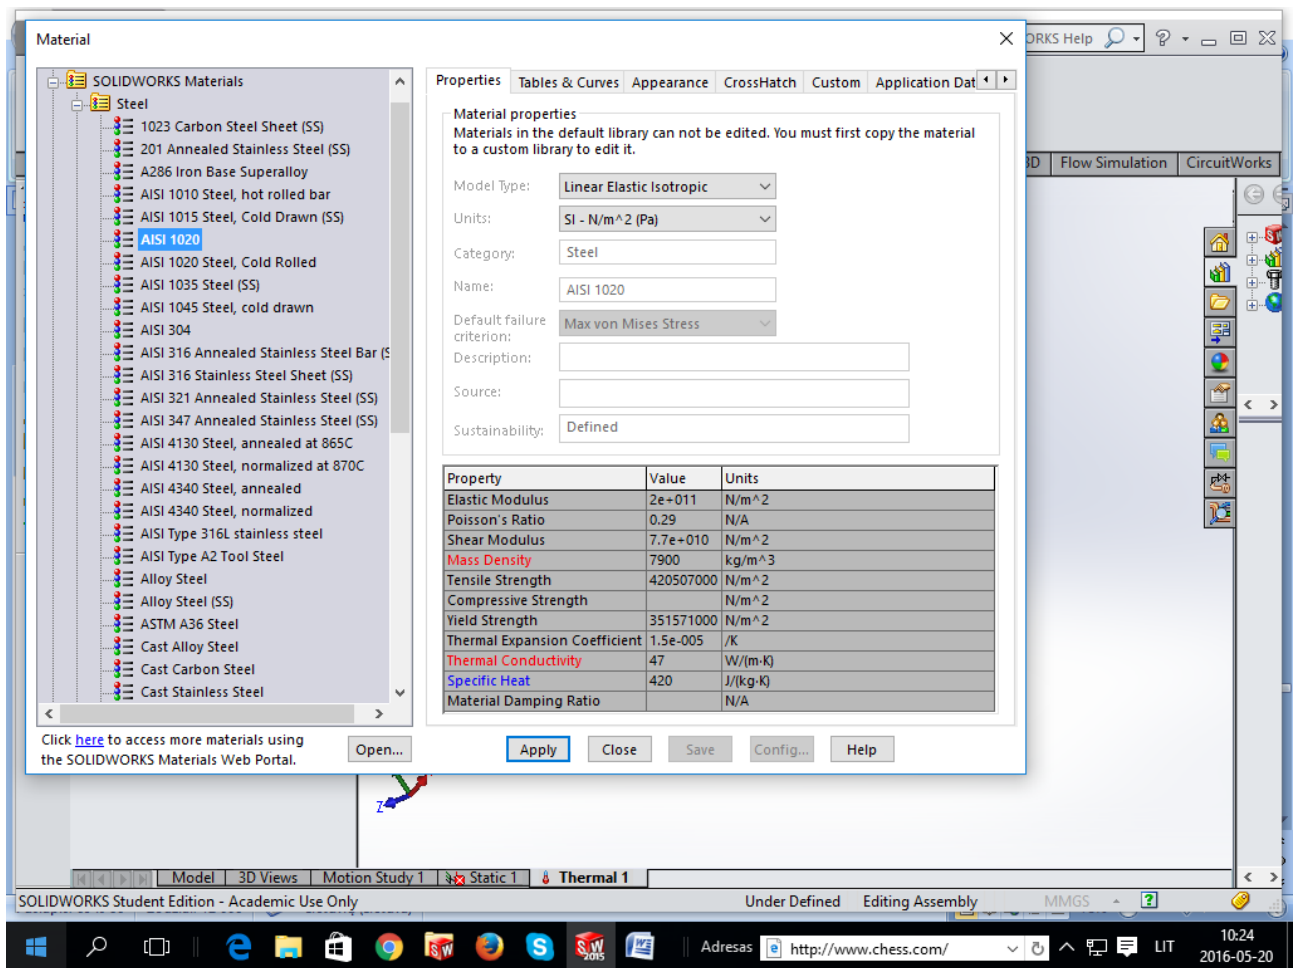 Material
ORKS Help
SOLIDWORKS Materials
Steel
1023 Carbon Steel Sheet (SS)
201 Annealed Stainless Steel (SS)
A286 Iron Base Superalloy
AISI 1010 Steel, hot rolled bar
AISI 1015 Steel, Cold Drawn (SS)
AISI 1020
AISI 1020 Steel, Cold Rolled
AISI 1035 Steel (SS)
AISI 1045 Steel, cold drawn
AISI 304
AISI 316 Annealed Stainless Steel Bar (S
AISI 316 Stainless Steel Sheet (SS)
AISI 321 Annealed Stainless Steel (SS)
AISI 347 Annealed Stainless Steel (SS)
AISI 4130 Steel, annealed at 865C
AISI 4130 Steel, normalized at 870C
AISI 4340 Steel, annealed
AISI 4340 Steel, normalized
AISI Type 316L stainless steel
AISI Type A2 Tool Steel
Alloy Steel
Alloy Steel (SS)
ASTM A36 Steel
Cast Alloy Steel
Cast Carbon Steel
Cast Stainless Steel
Click here to access more materials using
the SOLIDWORKS Materials Web Portal.
Open...
Properties Tables & Curves Appearance CrossHatch Custom Application Dat
Material properties
Materials in the default library can not be edited. You must first copy the material
to a custom library to edit it.
Model Type: Linear Elastic Isotropic
Units: SI - N/m^2 (Pa)
Category: Steel
Name: AISI 1020
Default failure criterion: Max von Mises Stress
Description:
Source:
Sustainability: Defined
Property Value Units
Elastic Modulus 2e+011 N/m^2
Poisson's Ratio 0.29 N/A
Shear Modulus 7.7e+010 N/m^2
Mass Density 7900 kg/m^3
Tensile Strength 420507000 N/m^2
Compressive Strength N/m^2
Yield Strength 351571000 N/m^2
Thermal Expansion Coefficient 1.5e-005 /K
Thermal Conductivity 47 W/(m·K)
Specific Heat 420 J/(kg·K)
Material Damping Ratio N/A
Apply Close Save Config... Help
3D Flow Simulation CircuitWorks
Z
Model 3D Views Motion Study 1 Static 1 Thermal 1
SOLIDWORKS Student Edition - Academic Use Only Under Defined Editing Assembly MMGS
Adresas http://www.chess.com/ LIT
10:24
2016-05-20
SW
SW
2015